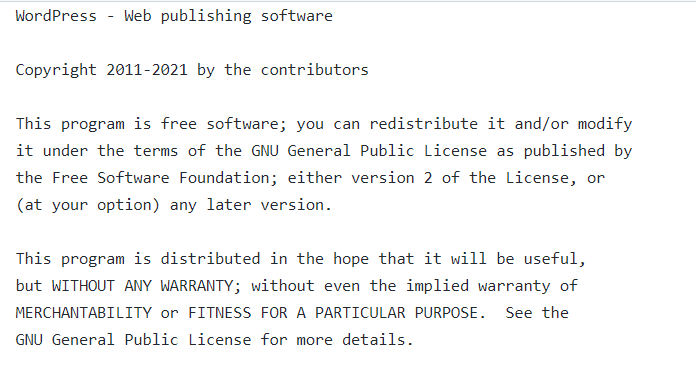 WordPress - Web publishing software
Copyright 2011-2021 by the contributors
This program is free software; you can redistribute it and/or modify
it under the terms of the GNU General Public License as published by
the Free Software Foundation; either version 2 of the License, or
(at your option) any later version.
This program is distributed in the hope that it will be useful,
but WITHOUT ANY WARRANTY; without even the implied warranty of
MERCHANTABILITY or FITNESS FOR A PARTICULAR PURPOSE.  See the
GNU General Public License for more details.